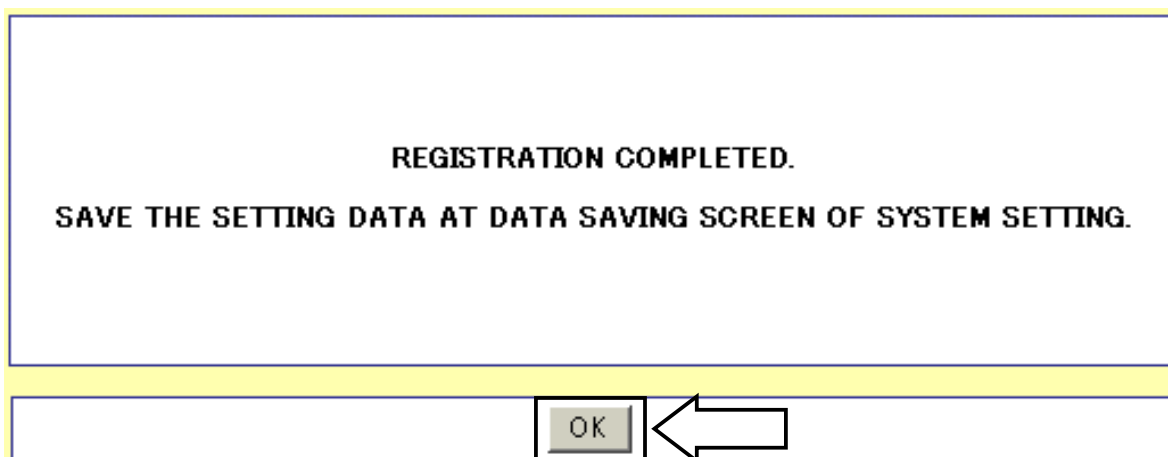 REGISTRATION COMPLETED.
SAVE THE SETTING DATA AT DATA SAVING SCREEN OF SYSTEM SETTING.
OK